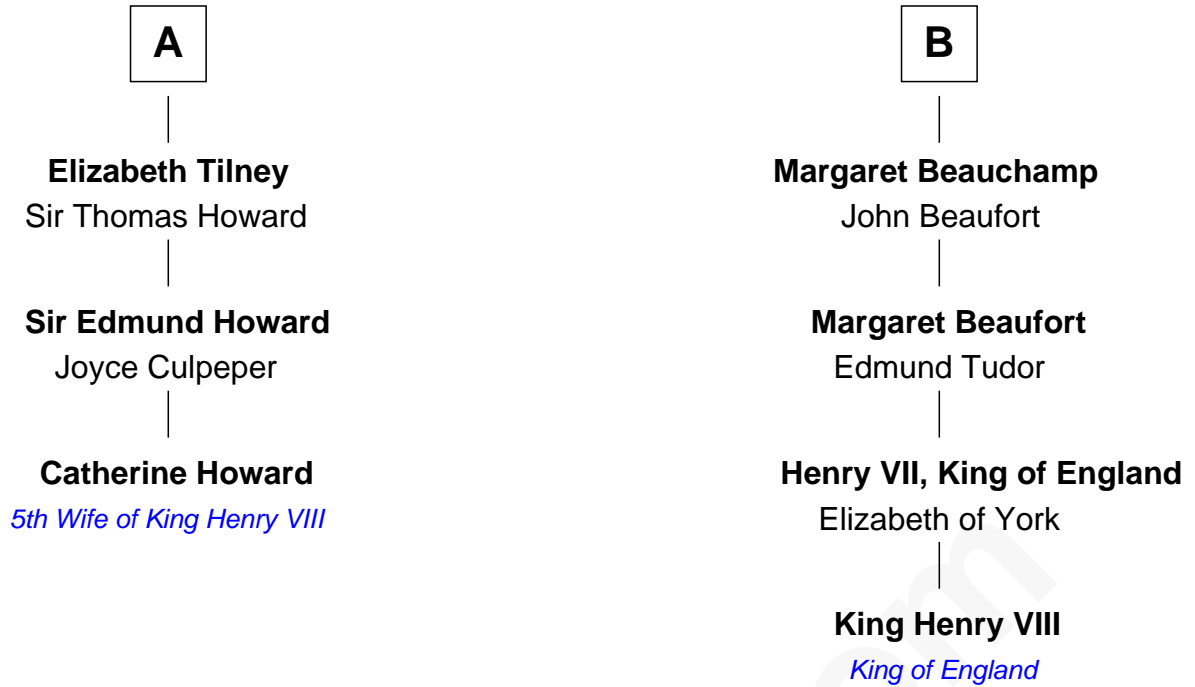 A
Elizabeth Tilney
Sir Thomas Howard
Sir Edmund Howard
Joyce Culpeper
Catherine Howard
5th Wife of King Henry VIII
B
Margaret Beauchamp
John Beaufort
Margaret Beaufort
Edmund Tudor
Henry VII, King of England
Elizabeth of York
King Henry VIII
King of England